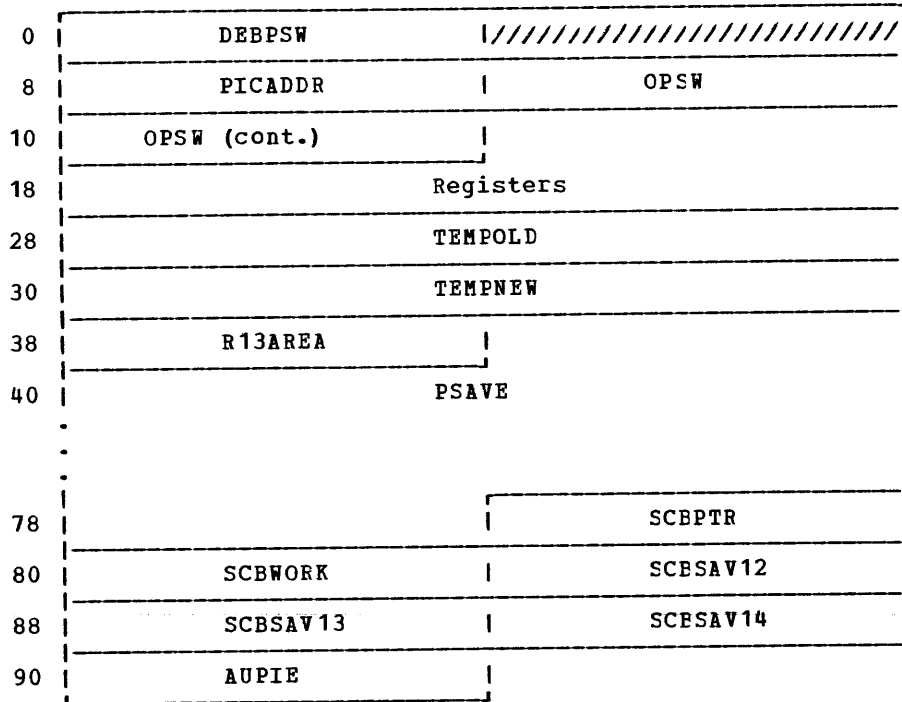 0 DEBPSW
8 PICADDR OPSW
10 OPSW (cont.)
18 Registers
28 TEMPOLD
30 TEMPNEW
38 R13AREA
40 PSAVE
78 SCBPTR
80 SCBWORK SCBSAV12
88 SCBSAV13 SCBSAV14
90 AUPIE